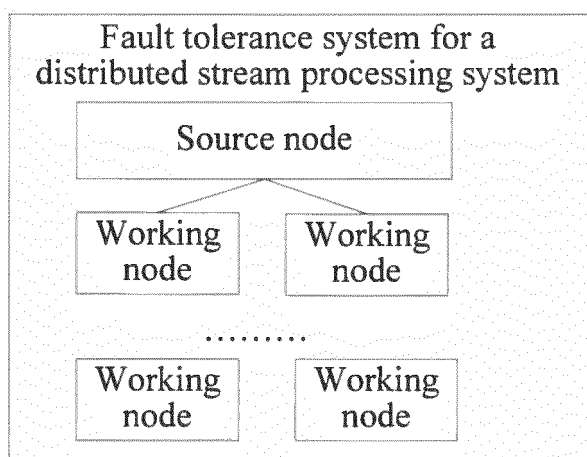 Fault tolerance system for a
distributed stream processing system
Source node
Working
node
Working
node
.........
Working
node
Working
node